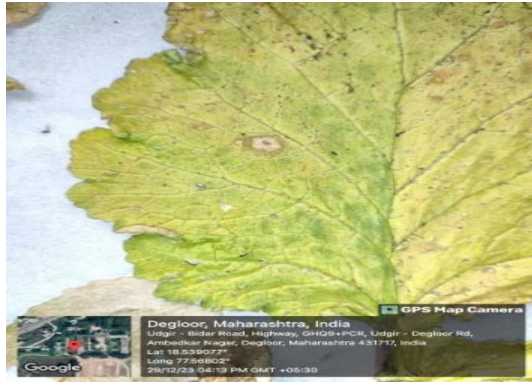 GPS Map Camera
Degloor, Maharashtra, India
Udgir - Bidar Road, Highway, GHQ9+PCR, Udgir - Degloor Rd,
Ambedkar Nagar, Degloor, Maharashtra 431717, India
Lat 18.539077°
Long 77.56802°
29/12/23 04:13 PM GMT +05:30
Google